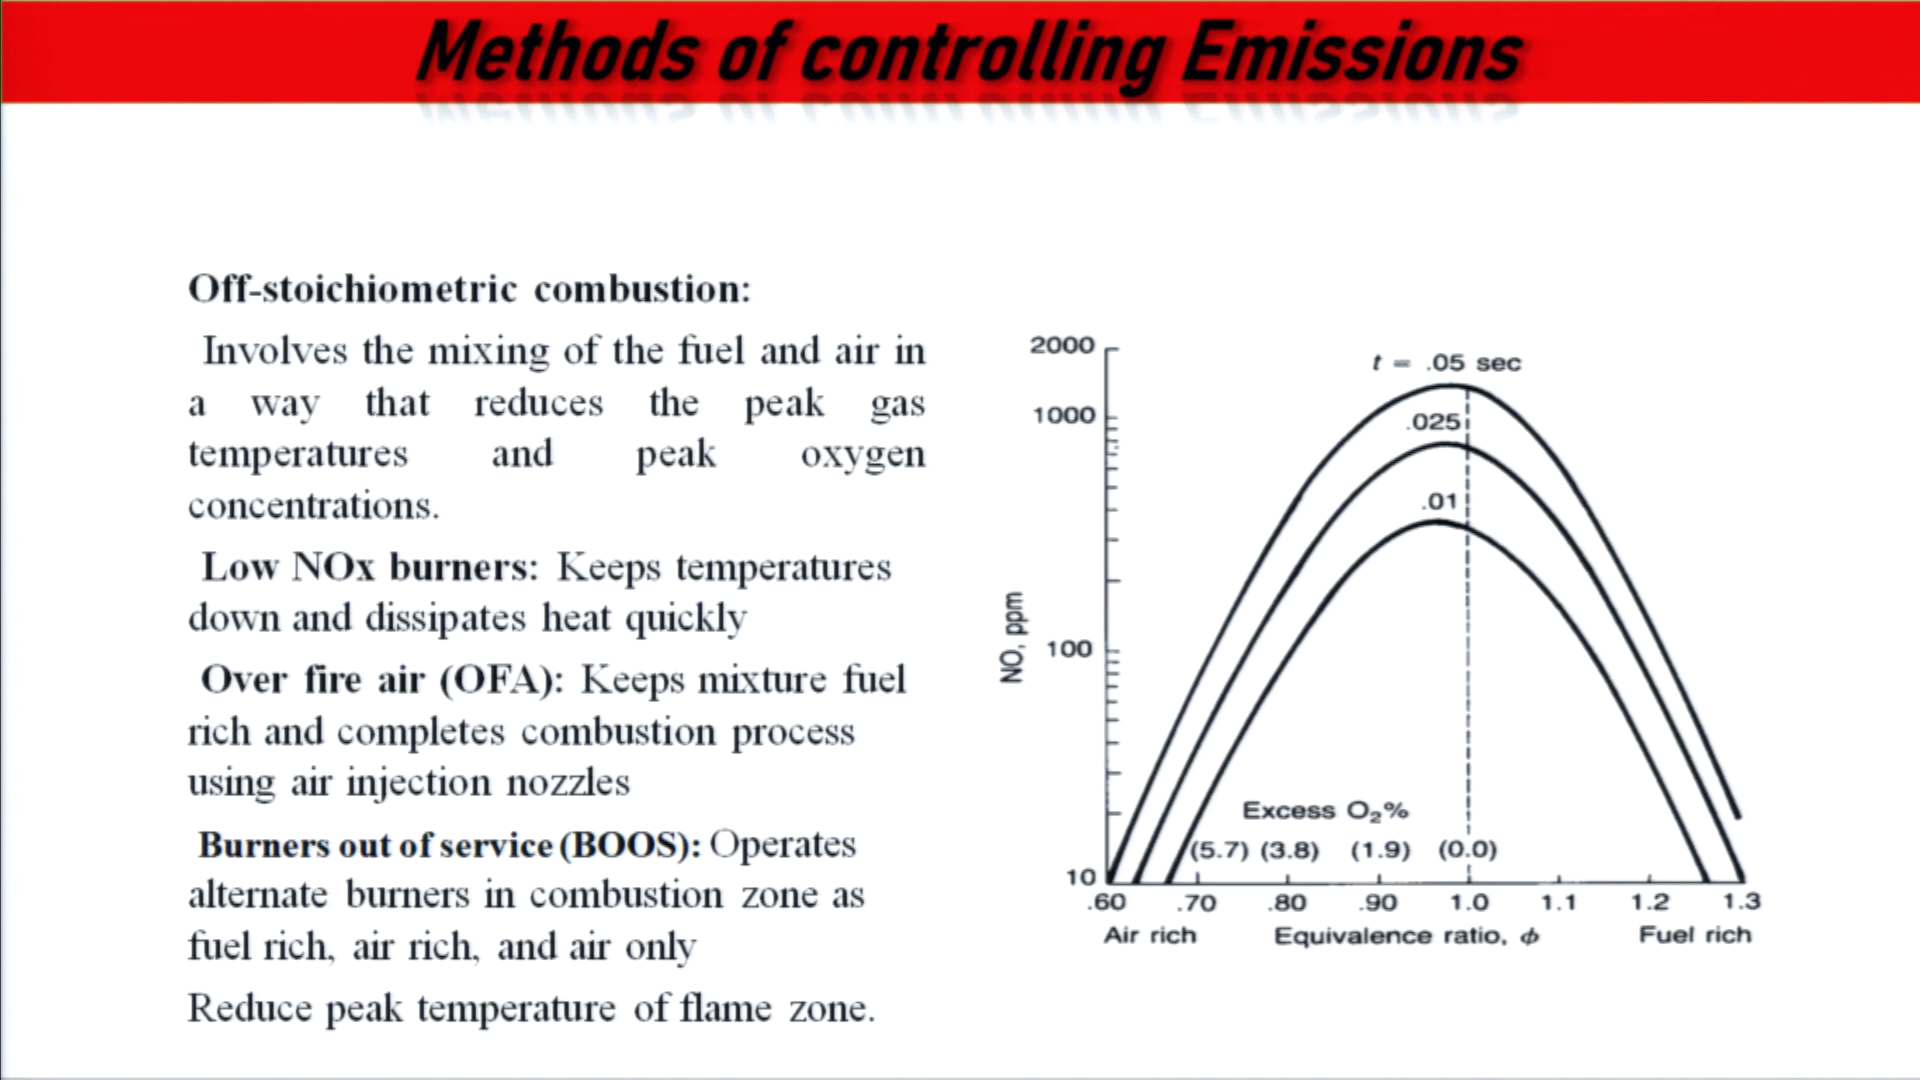 Methods of controlling Emissions
Off-stoichiometric combustion:
Involves the mixing of the fuel and air in
a way that reduces the peak gas
temperatures and peak oxygen
concentrations.
Low NOx burners: Keeps temperatures
down and dissipates heat quickly
Over fire air (OFA): Keeps mixture fuel
rich and completes combustion process
using air injection nozzles
Burners out of service (BOOS): Operates
alternate burners in combustion zone as
fuel rich, air rich, and air only
Reduce peak temperature of flame zone.
2000
t = .05 sec
1000
.025
.01
NO, ppm
100
Excess O₂%
(5.7) (3.8) (1.9) (0.0)
10
.60 .70 .80 .90 1.0 1.1 1.2 1.3
Air rich Equivalence ratio, ϕ Fuel rich